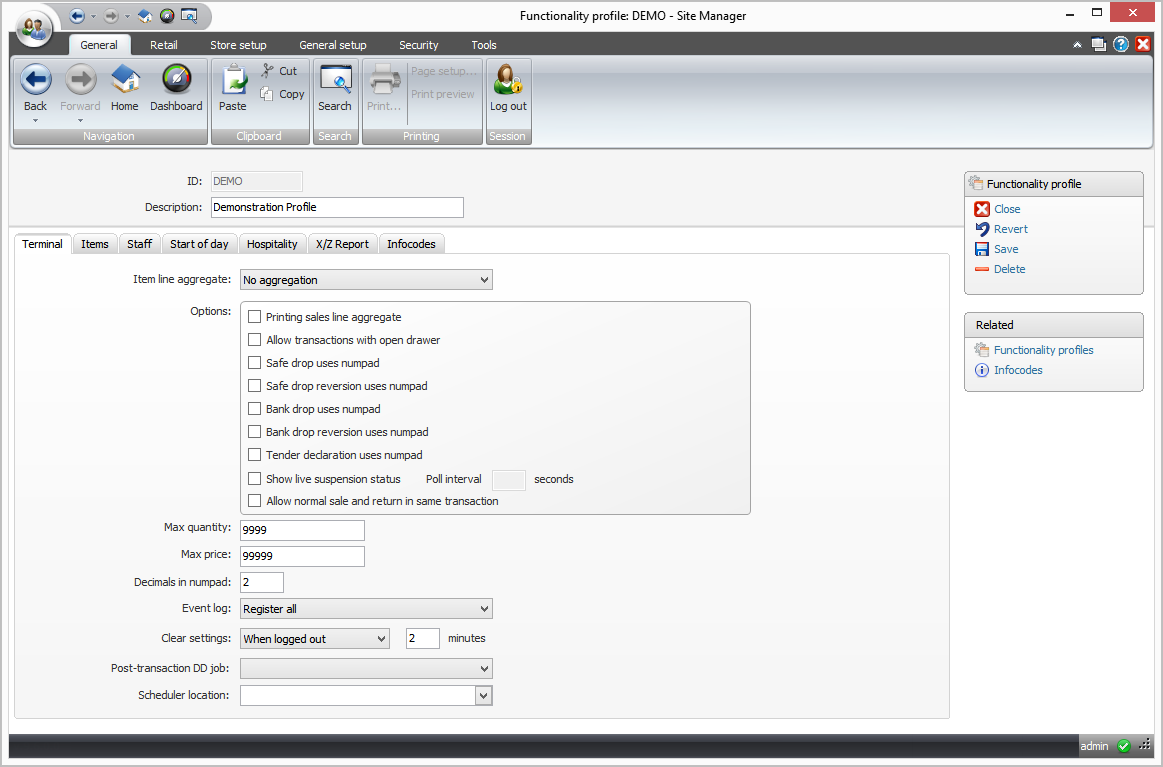 Functionality profile: DEMO - Site Manager
General Retail Store setup General setup Security Tools
Back Forward Home Dashboard
Navigation
Paste Cut
Copy
Clipboard
Search
Search
Print... Page setup...
Print preview
Printing
Log out
Session
ID: DEMO
Description: Demonstration Profile
Terminal Items Staff Start of day Hospitality X/Z Report Infocodes
Item line aggregate: No aggregation
Options:
Printing sales line aggregate
Allow transactions with open drawer
Safe drop uses numpad
Safe drop reversion uses numpad
Bank drop uses numpad
Bank drop reversion uses numpad
Tender declaration uses numpad
Show live suspension status Poll interval seconds
Allow normal sale and return in same transaction
Max quantity: 9999
Max price: 99999
Decimals in numpad: 2
Event log: Register all
Clear settings: When logged out 2 minutes
Post-transaction DD job:
Scheduler location:
Functionality profile
Close
Revert
Save
Delete
Related
Functionality profiles
Infocodes
admin